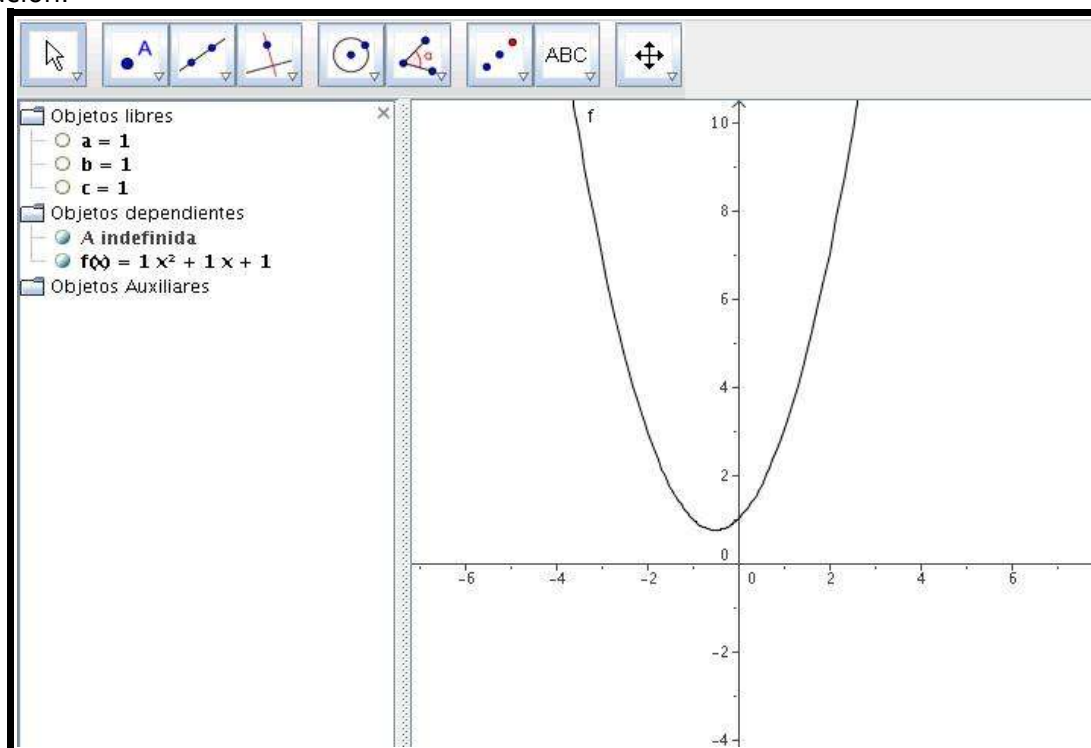 A
α
ABC
Objetos libres
a = 1
b = 1
c = 1
Objetos dependientes
A indefinida
f(x) = 1 x² + 1 x + 1
Objetos Auxiliares
f
10
8
6
4
2
0
-6 -4 -2 0 2 4 6
-2
-4